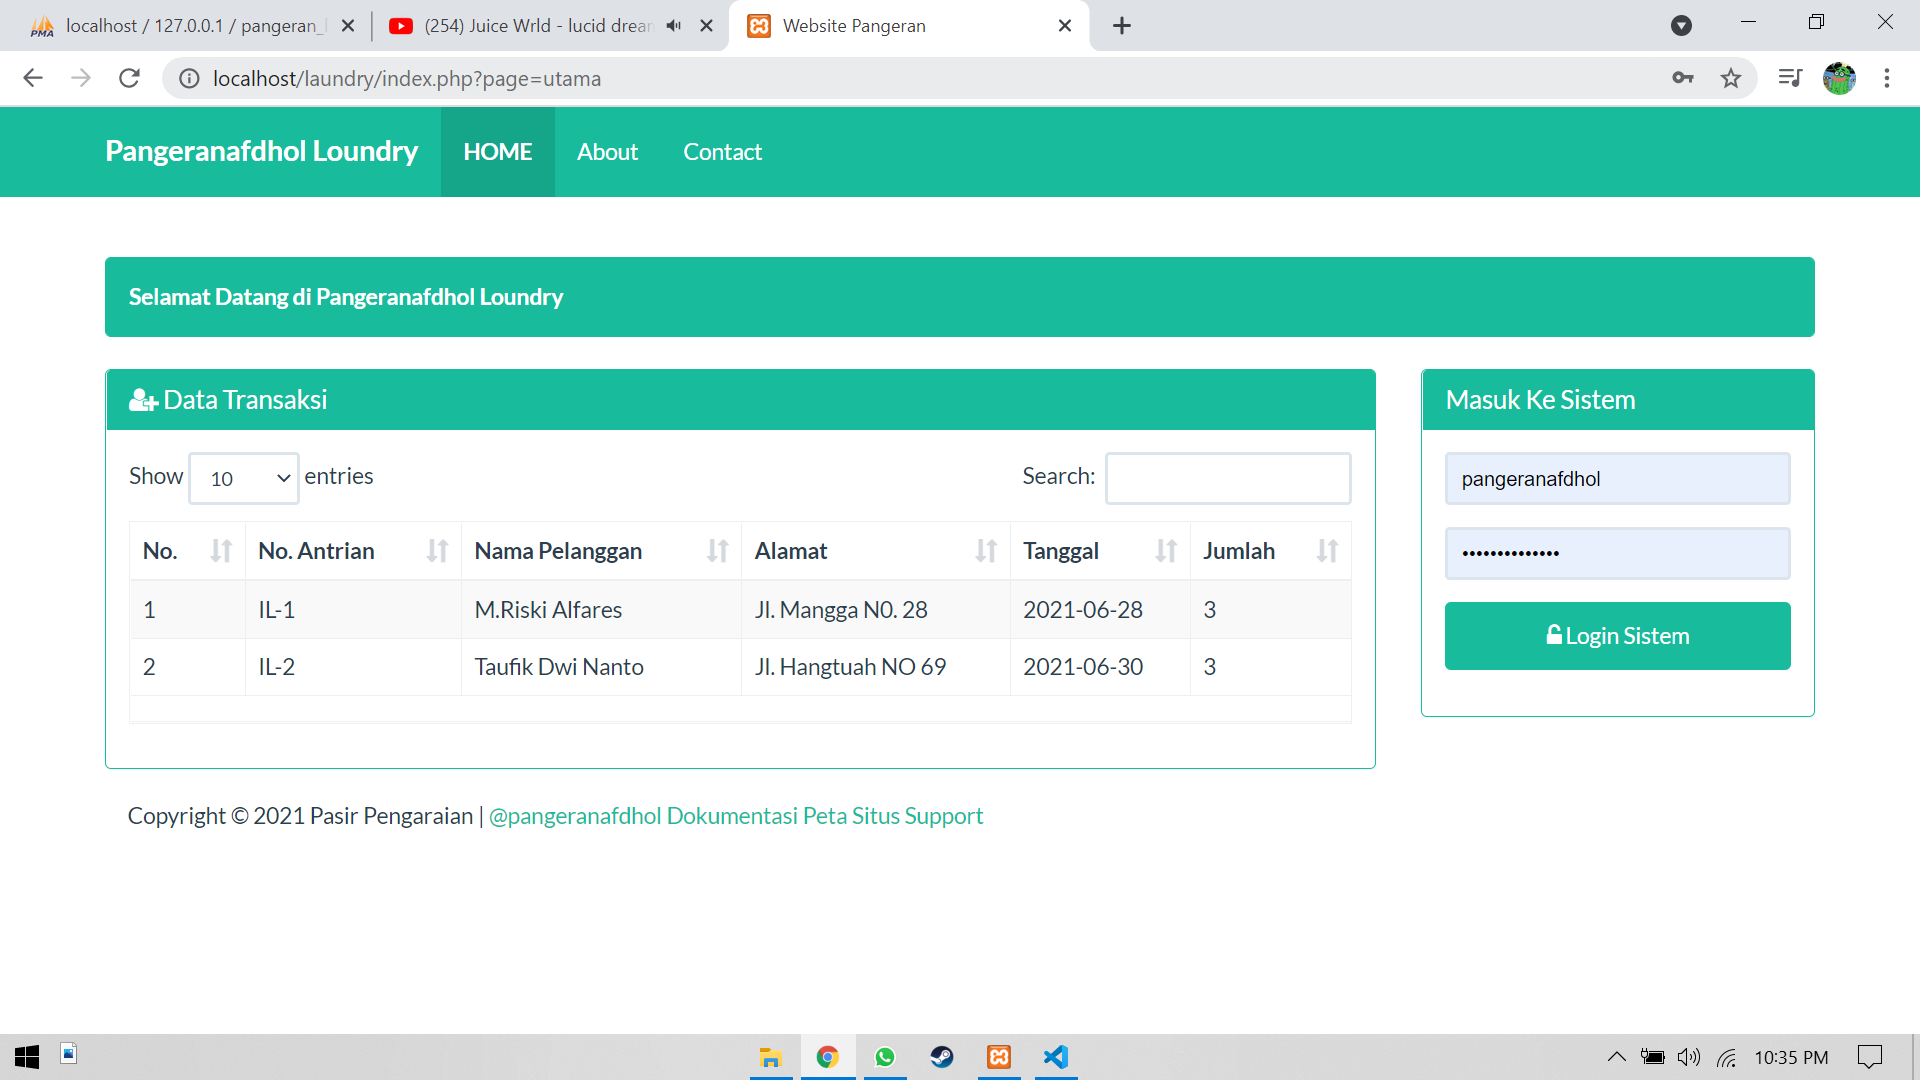 localhost / 127.0.0.1 / pangeran_
(254) Juice Wrld - lucid drea
Website Pangeran
localhost/laundry/index.php?page=utama
Pangeranafdhol Loundry HOME About Contact
Selamat Datang di Pangeranafdhol Loundry
Data Transaksi
Show 10 entries Search:
No. No. Antrian Nama Pelanggan Alamat Tanggal Jumlah
1 IL-1 M.Riski Alfares Jl. Mangga N0. 28 2021-06-28 3
2 IL-2 Taufik Dwi Nanto Jl. Hangtuah NO 69 2021-06-30 3
Masuk Ke Sistem
pangeranafdhol
••••••••••••••
Login Sistem
Copyright © 2021 Pasir Pengaraian | @pangeranafdhol Dokumentasi Peta Situs Support
10:35 PM